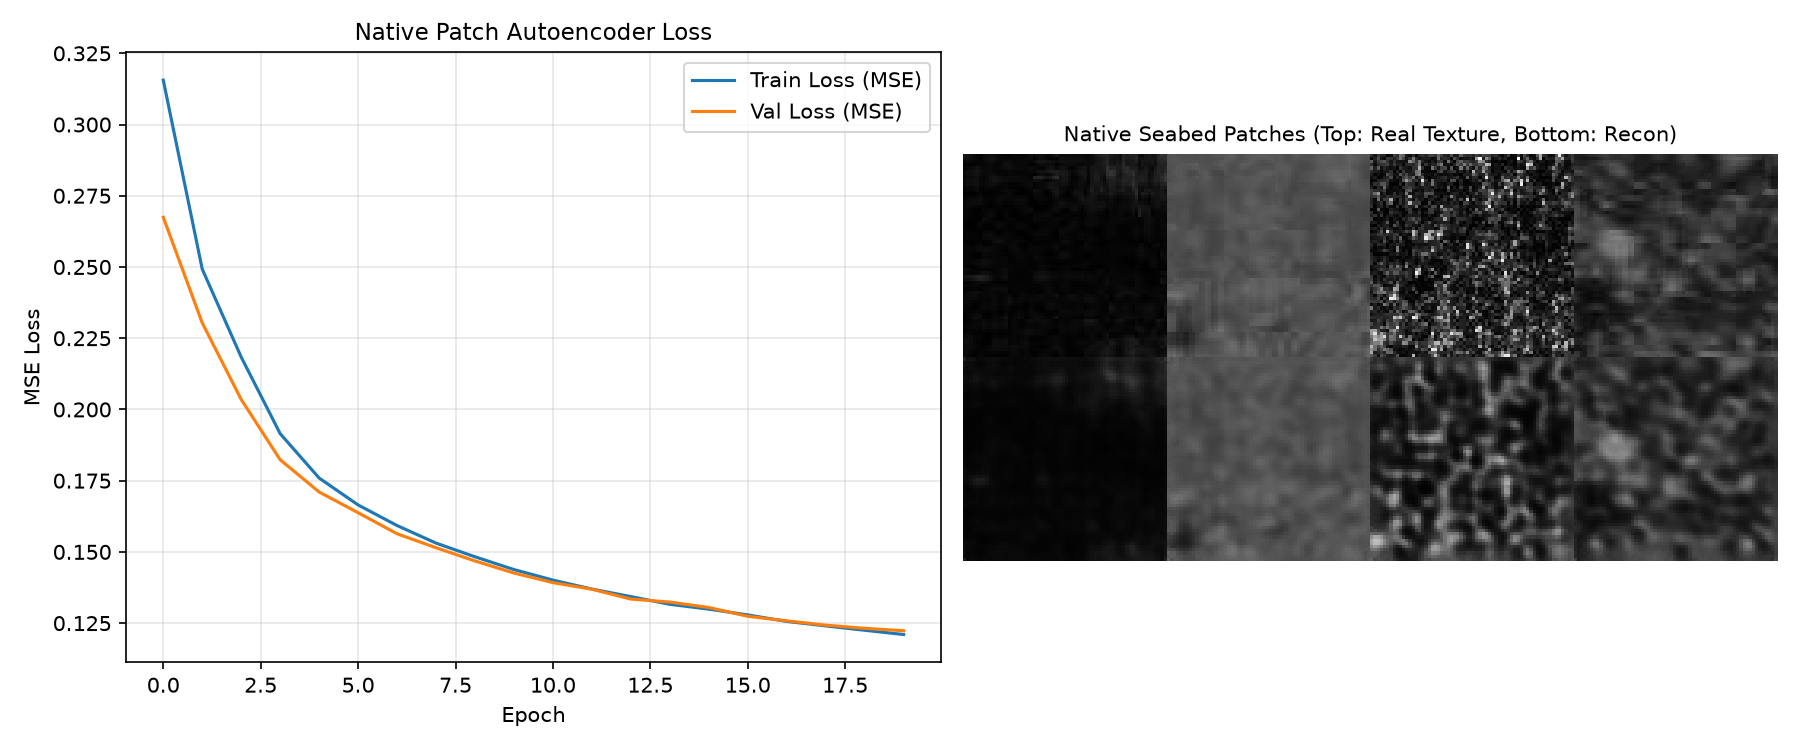 Native Patch Autoencoder Loss
Train Loss (MSE)
Val Loss (MSE)
MSE Loss
0.325
0.300
0.275
0.250
0.225
0.200
0.175
0.150
0.125
0.0 2.5 5.0 7.5 10.0 12.5 15.0 17.5
Epoch
Native Seabed Patches (Top: Real Texture, Bottom: Recon)